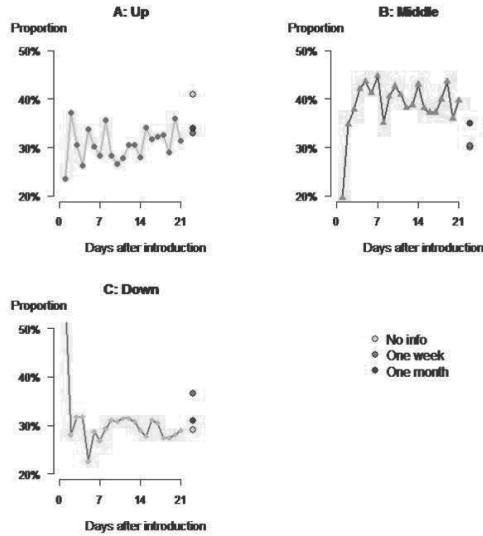 A: Up
Proportion
50%
40%
30%
20%
0 7 14 21
Days after introduction
B: Middle
Proportion
50%
40%
30%
20%
0 7 14 21
Days after introduction
C: Down
Proportion
50%
40%
30%
20%
0 7 14 21
Days after introduction
No info
One week
One month